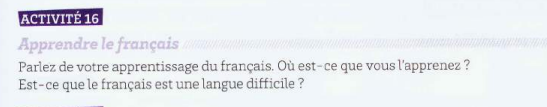 ACTIVITÉ 16
Apprendre le français
Parlez de votre apprentissage du français. Où est-ce que vous l'apprenez ?
Est-ce que le français est une langue difficile ?